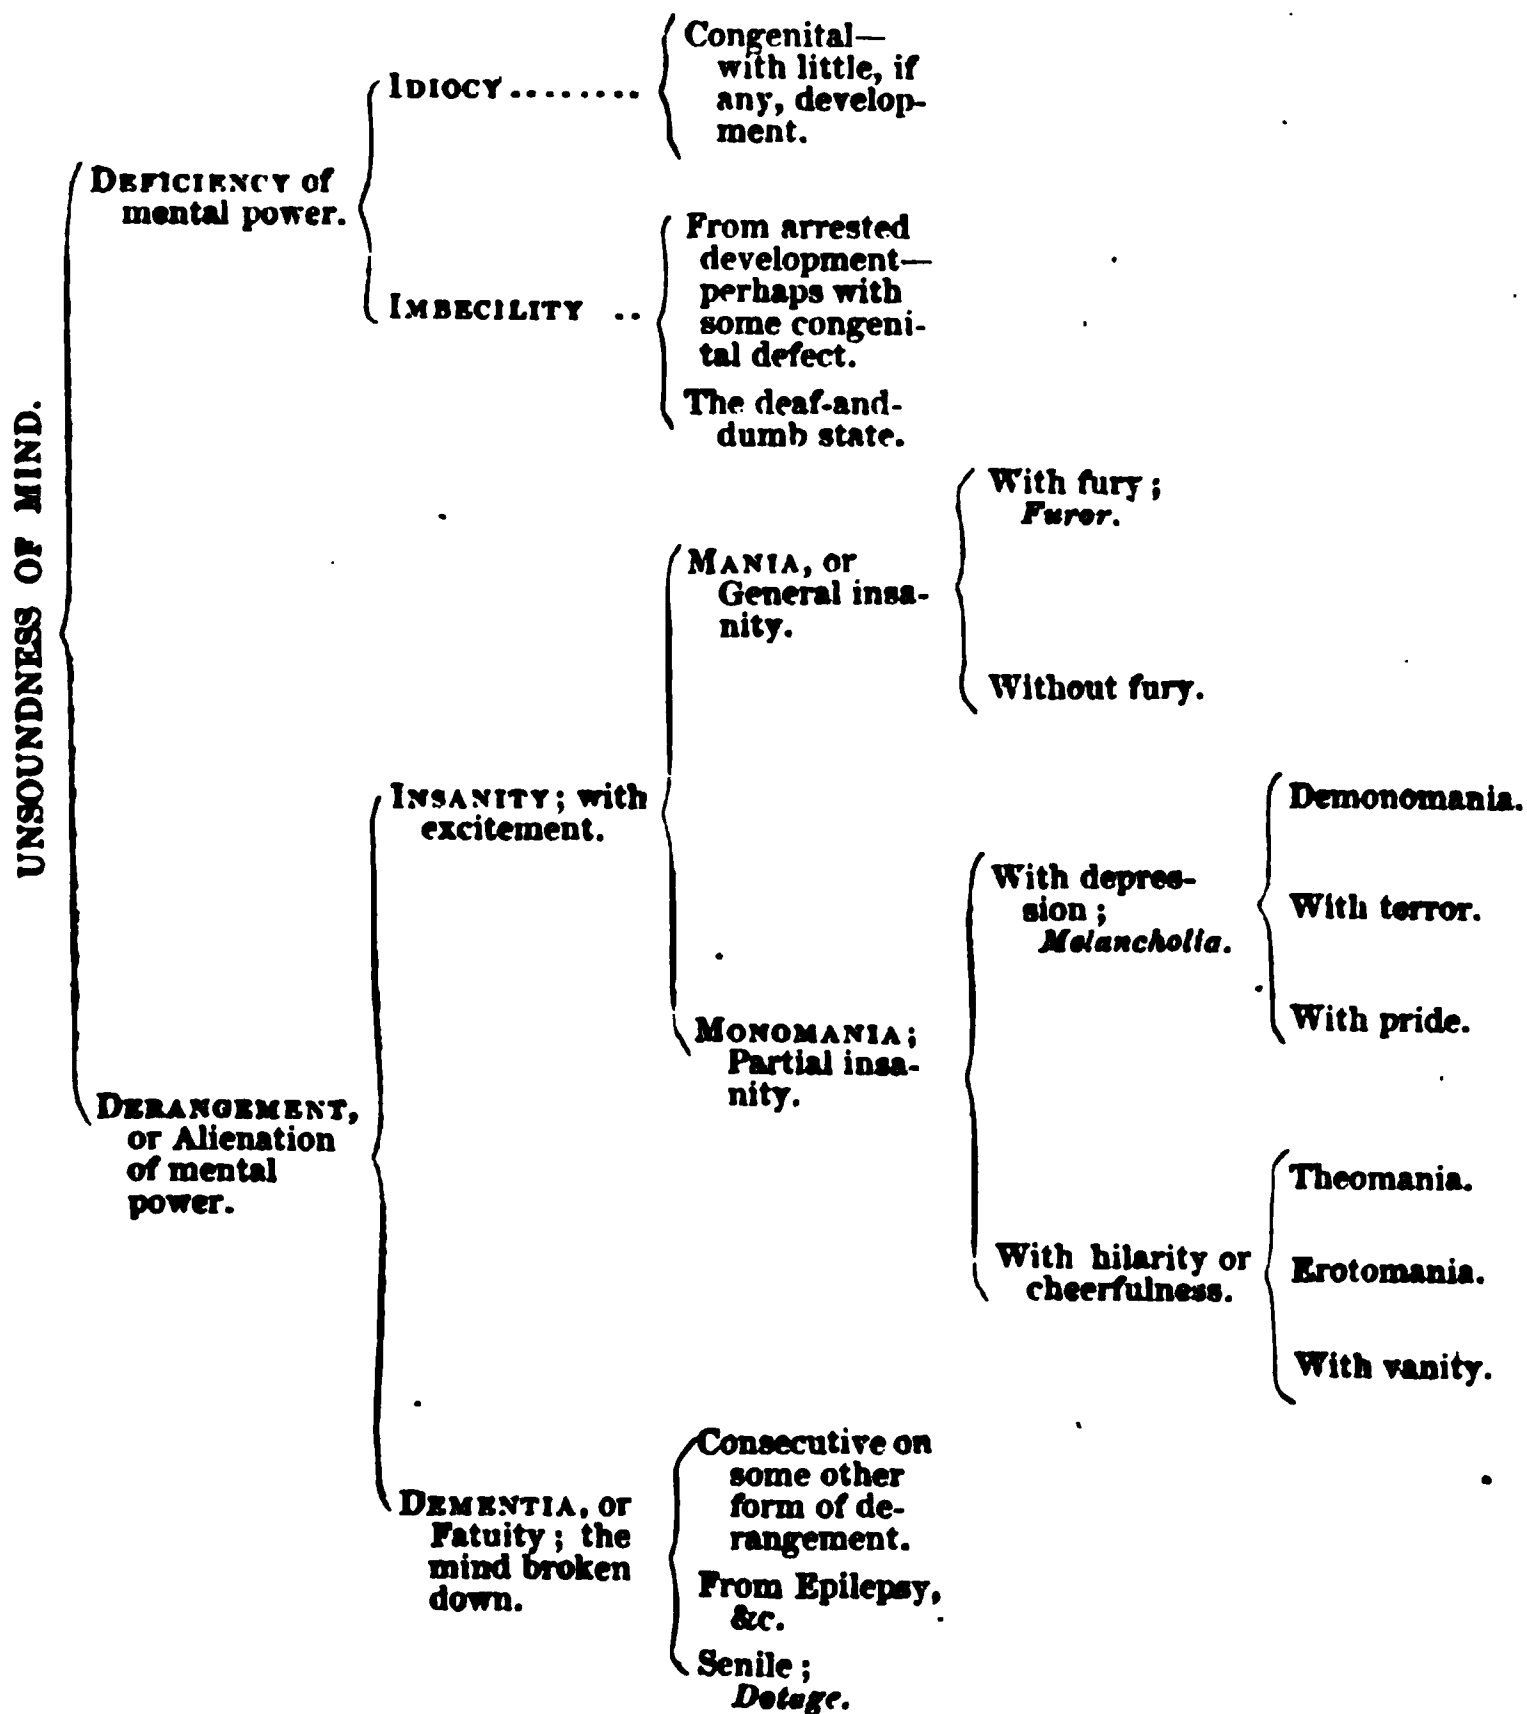 UNSOUNDNESS OF MIND.
DEFICIENCY of
mental power.
IDIOCY........
Congenital—
with little, if
any, develop-
ment.
IMBECILITY ..
From arrested
development—
perhaps with
some congeni-
tal defect.
The deaf-and-
dumb state.
DERANGEMENT,
or Alienation
of mental
power.
INSANITY; with
excitement.
MANIA, or
General insa-
nity.
With fury;
Furor.
Without fury.
MONOMANIA;
Partial insa-
nity.
With depres-
sion;
Melancholia.
Demonomania.
With terror.
With pride.
With hilarity or
cheerfulness.
Theomania.
Erotomania.
With vanity.
DEMENTIA, or
Fatuity; the
mind broken
down.
Consecutive on
some other
form of de-
rangement.
From Epilepsy,
&c.
Senile;
Dotage.